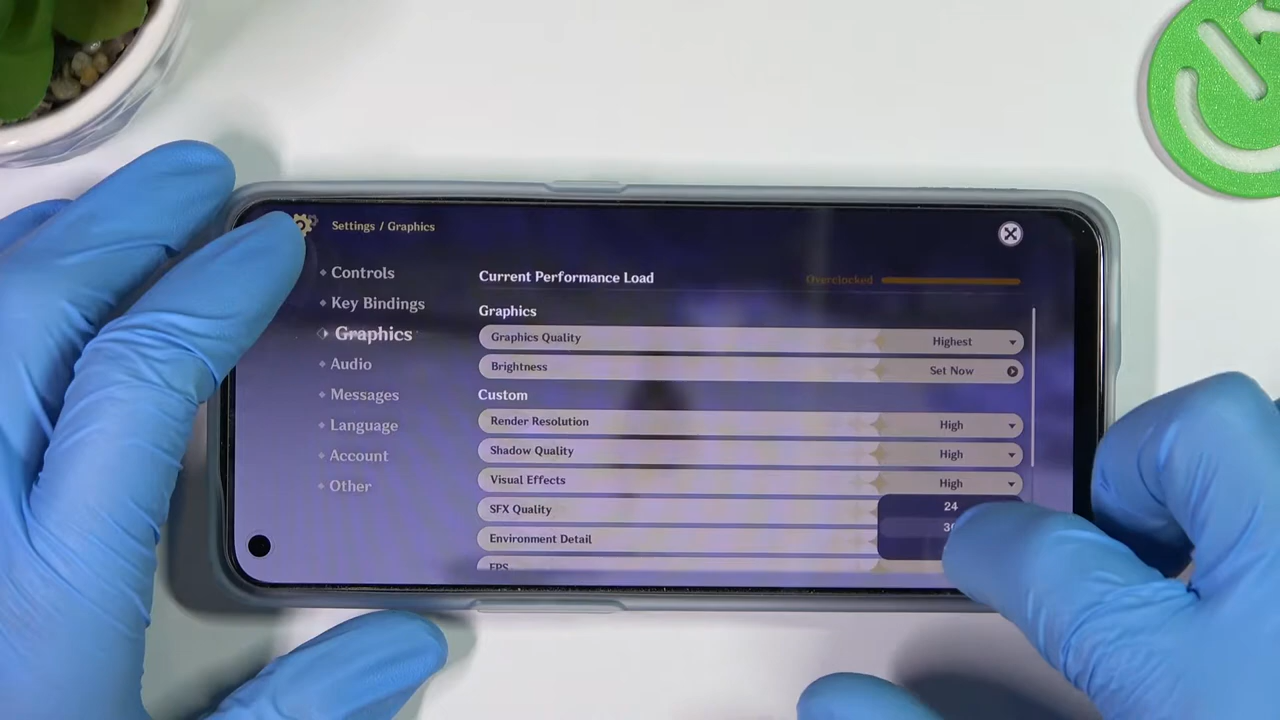 Settings / Graphics
Controls
Key Bindings
Graphics
Audio
Messages
Language
Account
Other
Current Performance Load Overclocked
Graphics
Graphics Quality Highest
Brightness Set Now
Custom
Render Resolution High
Shadow Quality High
Visual Effects High
SFX Quality
Environment Detail
FPS
24